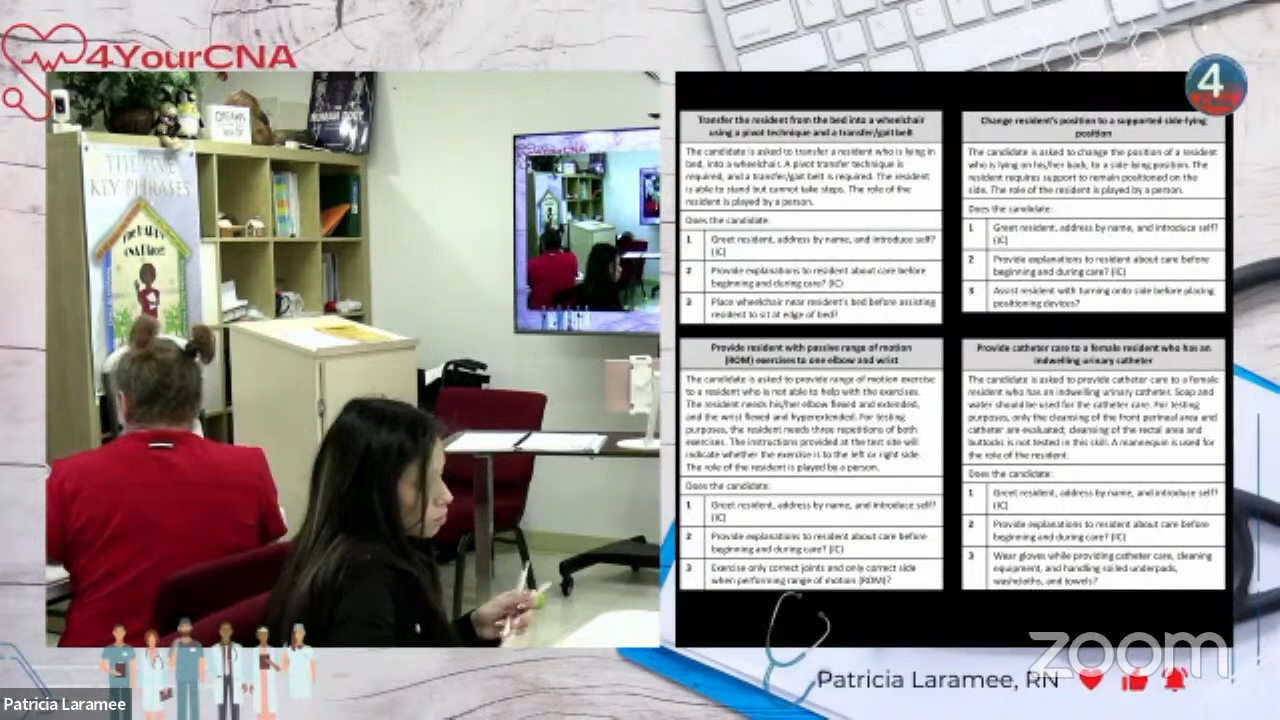 4YourCNA
4
THE FIVE
KEY PHRASES
CNA Place
Transfer the resident from the bed into a wheelchair
using a pivot technique and a transfer/gait belt
The candidate is asked to transfer a resident who is lying in
bed, into a wheelchair. A pivot transfer technique is
required, and a transfer/gait belt is required. The resident
is able to stand but cannot take steps. The role of the
resident is played by a person.
Does the candidate:
1 Greet resident, address by name, and introduce self?
(IC)
2 Provide explanations to resident about care before
beginning and during care? (IC)
3 Place wheelchair near resident's bed before assisting
resident to sit at edge of bed?
Change resident's position to a supported side-lying
position
The candidate is asked to change the position of a resident
who is lying on his/her back, to a side-lying position. The
resident requires support to remain positioned on the
side. The role of the resident is played by a person.
Does the candidate:
1 Greet resident, address by name, and introduce self?
(IC)
2 Provide explanations to resident about care before
beginning and during care? (IC)
3 Assist resident with turning onto side before placing
positioning devices?
Provide resident with passive range of motion
(ROM) exercises to one elbow and wrist
The candidate is asked to provide range of motion exercise
to a resident who is not able to help with the exercises.
The resident needs his/her elbow flexed and extended,
and the wrist flexed and hyperextended. For testing
purposes, the resident needs three repetitions of both
exercises. The instructions provided at the test site will
indicate whether the exercise is to the left or right side.
The role of the resident is played by a person.
Does the candidate:
1 Greet resident, address by name, and introduce self?
(IC)
2 Provide explanations to resident about care before
beginning and during care? (IC)
3 Exercise only correct joints and only correct side
when performing range of motion (ROM)?
Provide catheter care to a female resident who has an
indwelling urinary catheter
The candidate is asked to provide catheter care to a female
resident who has an indwelling urinary catheter. Soap and
water should be used for the catheter care. For testing
purposes, only the cleansing of the front perineal area and
catheter are evaluated; cleansing of the rectal area and
buttocks is not tested in this skill. A mannequin is used for
the role of the resident.
Does the candidate:
1 Greet resident, address by name, and introduce self?
(IC)
2 Provide explanations to resident about care before
beginning and during care? (IC)
3 Wear gloves while providing catheter care, cleaning
equipment, and handling soiled underpads,
washcloths, and towels?
zoom
Patricia Laramee, RN
Patricia Laramee